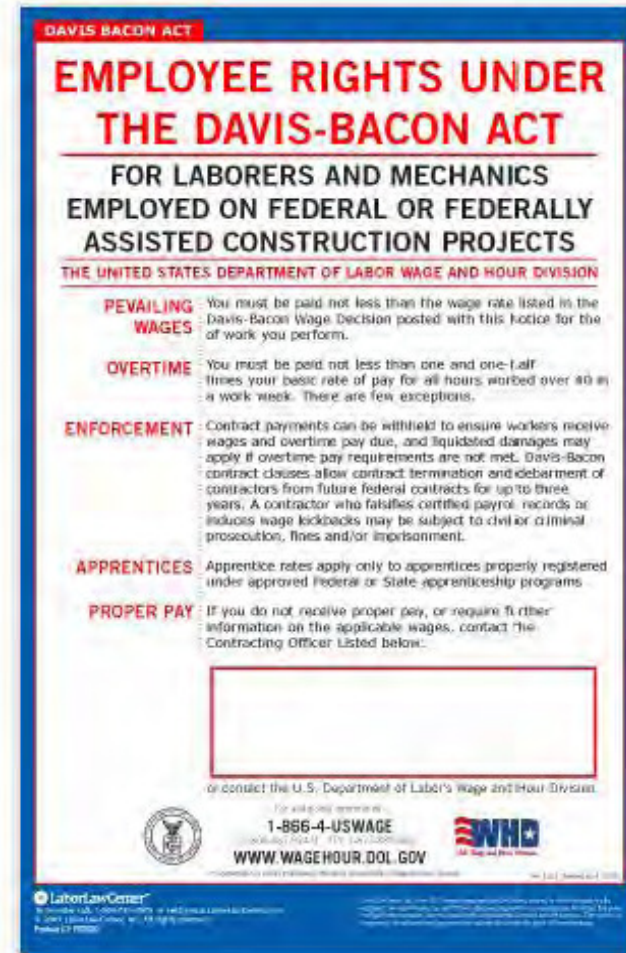 DAVIS BACON ACT
EMPLOYEE RIGHTS UNDER
THE DAVIS-BACON ACT
FOR LABORERS AND MECHANICS
EMPLOYED ON FEDERAL OR FEDERALLY
ASSISTED CONSTRUCTION PROJECTS
THE UNITED STATES DEPARTMENT OF LABOR WAGE AND HOUR DIVISION
PEVAILING
WAGES
You must be paid not less than the wage rate listed in the
Davis-Bacon Wage Decision posted with this Notice for the
of work you perform.
OVERTIME
You must be paid not less than one and one-half
times your basic rate of pay for all hours worked over 40 in
a work week. There are few exceptions.
ENFORCEMENT
Contract payments can be withheld to ensure workers receive
wages and overtime pay due, and liquidated damages may
apply if overtime pay requirements are not met. Davis-Bacon
contract clauses allow contract termination and debarment of
contractors from future federal contracts for up to three
years. A contractor who falsifies certified payroll records or
induces wage kickbacks may be subject to civil or criminal
prosecution, fines and/or imprisonment.
APPRENTICES
Apprentice rates apply only to apprentices properly registered
under approved Federal or State apprenticeship programs
PROPER PAY
If you do not receive proper pay, or require further
information on the applicable wages, contact the
Contracting Officer Listed below:
or contact the U.S. Department of Labor's Wage and Hour Division
1-866-4-USWAGE
WWW.WAGEHOUR.DOL.GOV
WHD
LaborLawCenter